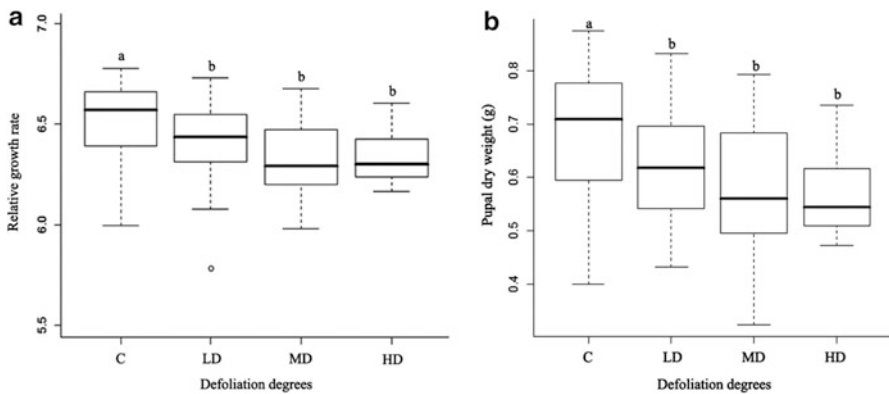 a
Relative growth rate
7.0
6.5
6.0
5.5
a
b
b
b
C LD MD HD
Defoliation degrees
b
Pupal dry weight (g)
0.8
0.7
0.6
0.5
0.4
a
b
b
b
C LD MD HD
Defoliation degrees